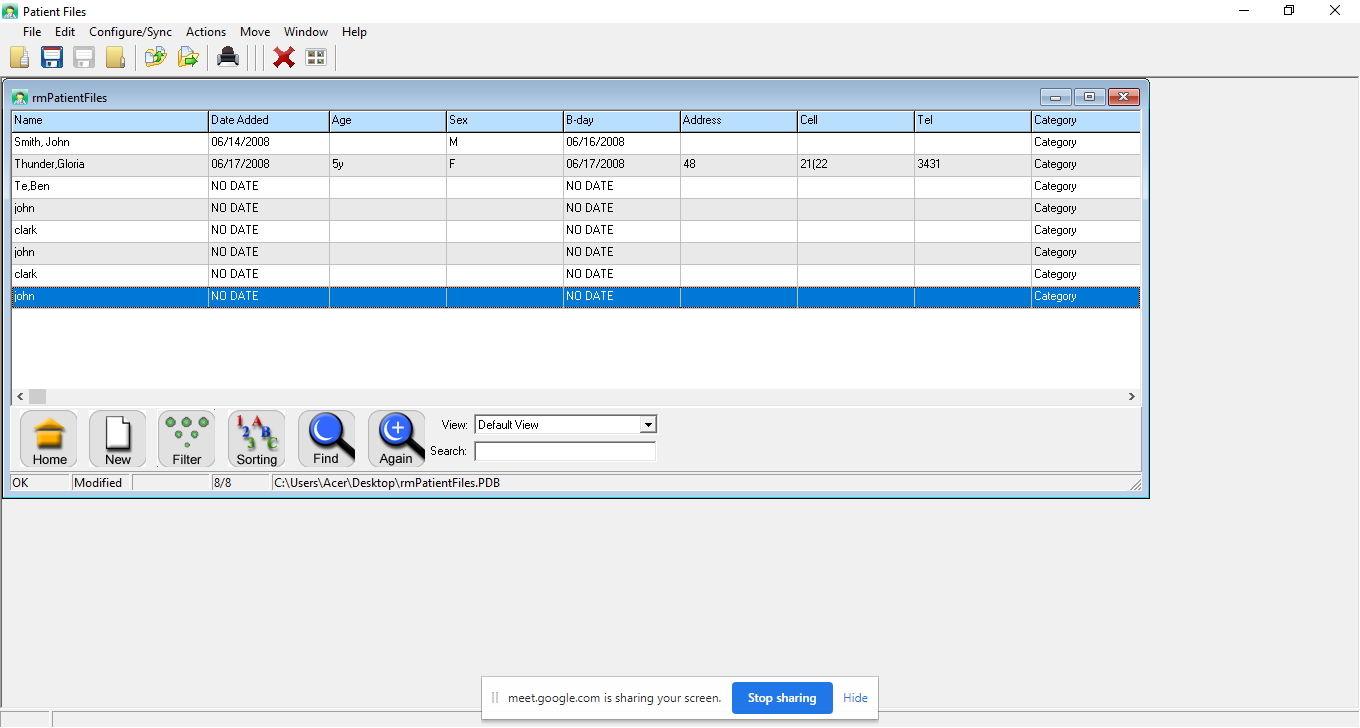 Patient Files
File Edit Configure/Sync Actions Move Window Help
rmPatientFiles
Name Date Added Age Sex B-day Address Cell Tel Category
Smith, John 06/14/2008 M 06/16/2008 Category
Thunder,Gloria 06/17/2008 5y F 06/17/2008 48 21(22 3431 Category
Te,Ben NO DATE NO DATE Category
john NO DATE NO DATE Category
clark NO DATE NO DATE Category
john NO DATE NO DATE Category
clark NO DATE NO DATE Category
john NO DATE NO DATE Category
Home New Filter Sorting Find Again
View: Default View
Search:
OK Modified 8/8 C:\Users\Acer\Desktop\rmPatientFiles.PDB
meet.google.com is sharing your screen. Stop sharing Hide